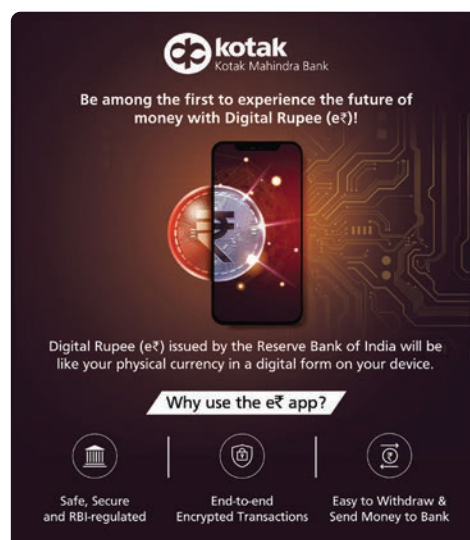 kotak
Kotak Mahindra Bank
Be among the first to experience the future of
money with Digital Rupee (e₹)!
₹
Digital Rupee (e₹) issued by the Reserve Bank of India will be
like your physical currency in a digital form on your device.
Why use the e₹ app?
₹
Safe, Secure
and RBI-regulated
End-to-end
Encrypted Transactions
Easy to Withdraw &
Send Money to Bank